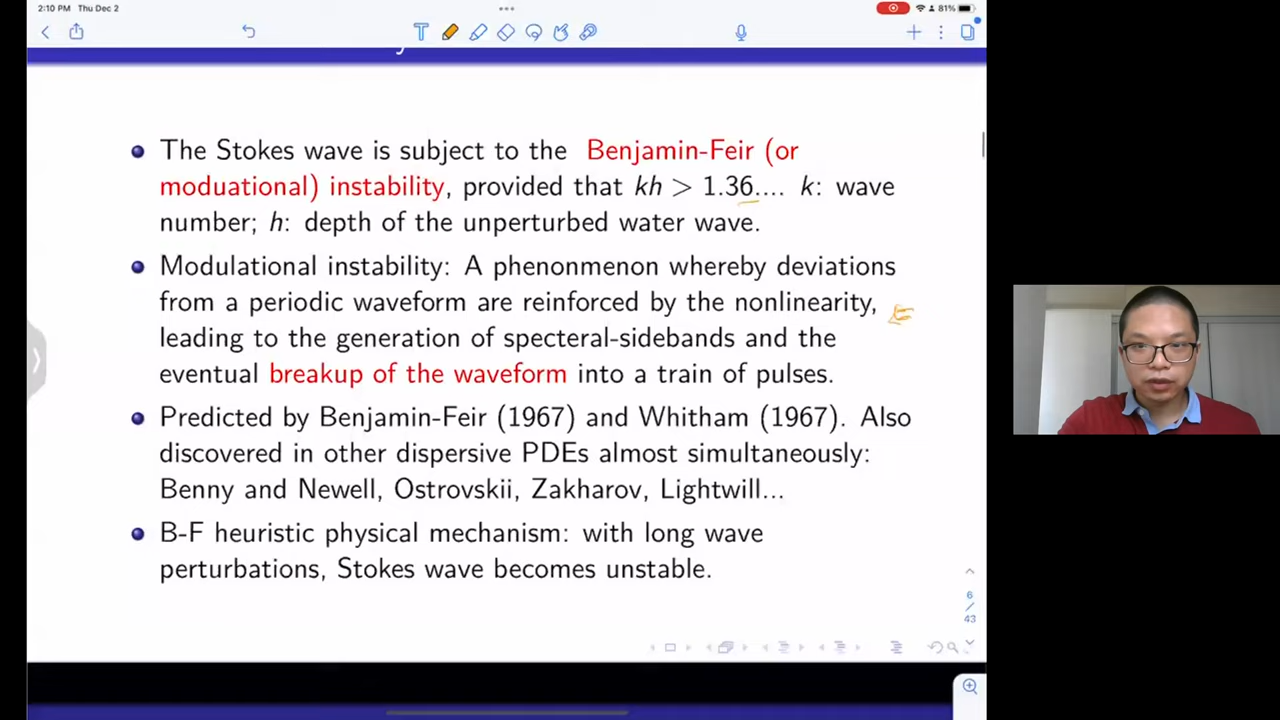 2:10 PM Thu Dec 2
81%
The Stokes wave is subject to the Benjamin-Feir (or
moduational) instability, provided that kh > 1.36.... k: wave
number; h: depth of the unperturbed water wave.
Modulational instability: A phenonmenon whereby deviations
from a periodic waveform are reinforced by the nonlinearity,
leading to the generation of specteral-sidebands and the
eventual breakup of the waveform into a train of pulses.
Predicted by Benjamin-Feir (1967) and Whitham (1967). Also
discovered in other dispersive PDEs almost simultaneously:
Benny and Newell, Ostrovskii, Zakharov, Lightwill...
B-F heuristic physical mechanism: with long wave
perturbations, Stokes wave becomes unstable.
6
/
43